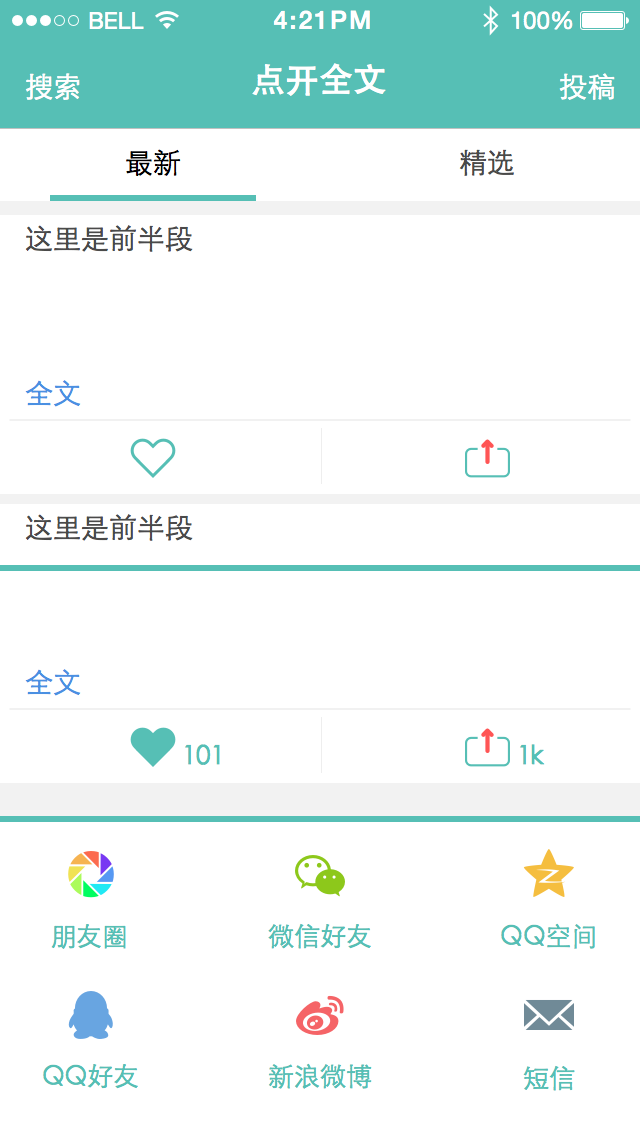 BELL 4:21PM 100%
搜索 点开全文 投稿
最新 精选
这里是前半段
全文
这里是前半段
全文
101 1k
朋友圈 微信好友 QQ空间
QQ好友 新浪微博 短信